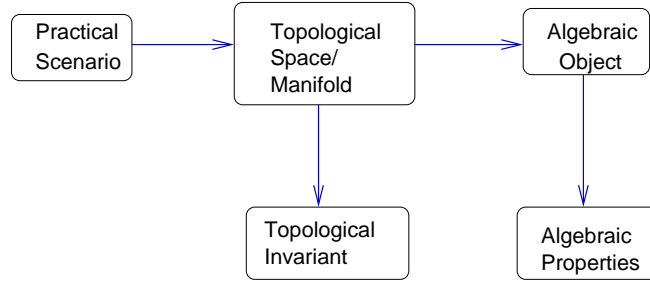 Practical
Scenario
Topological
Space/
Manifold
Algebraic
Object
Topological
Invariant
Algebraic
Properties